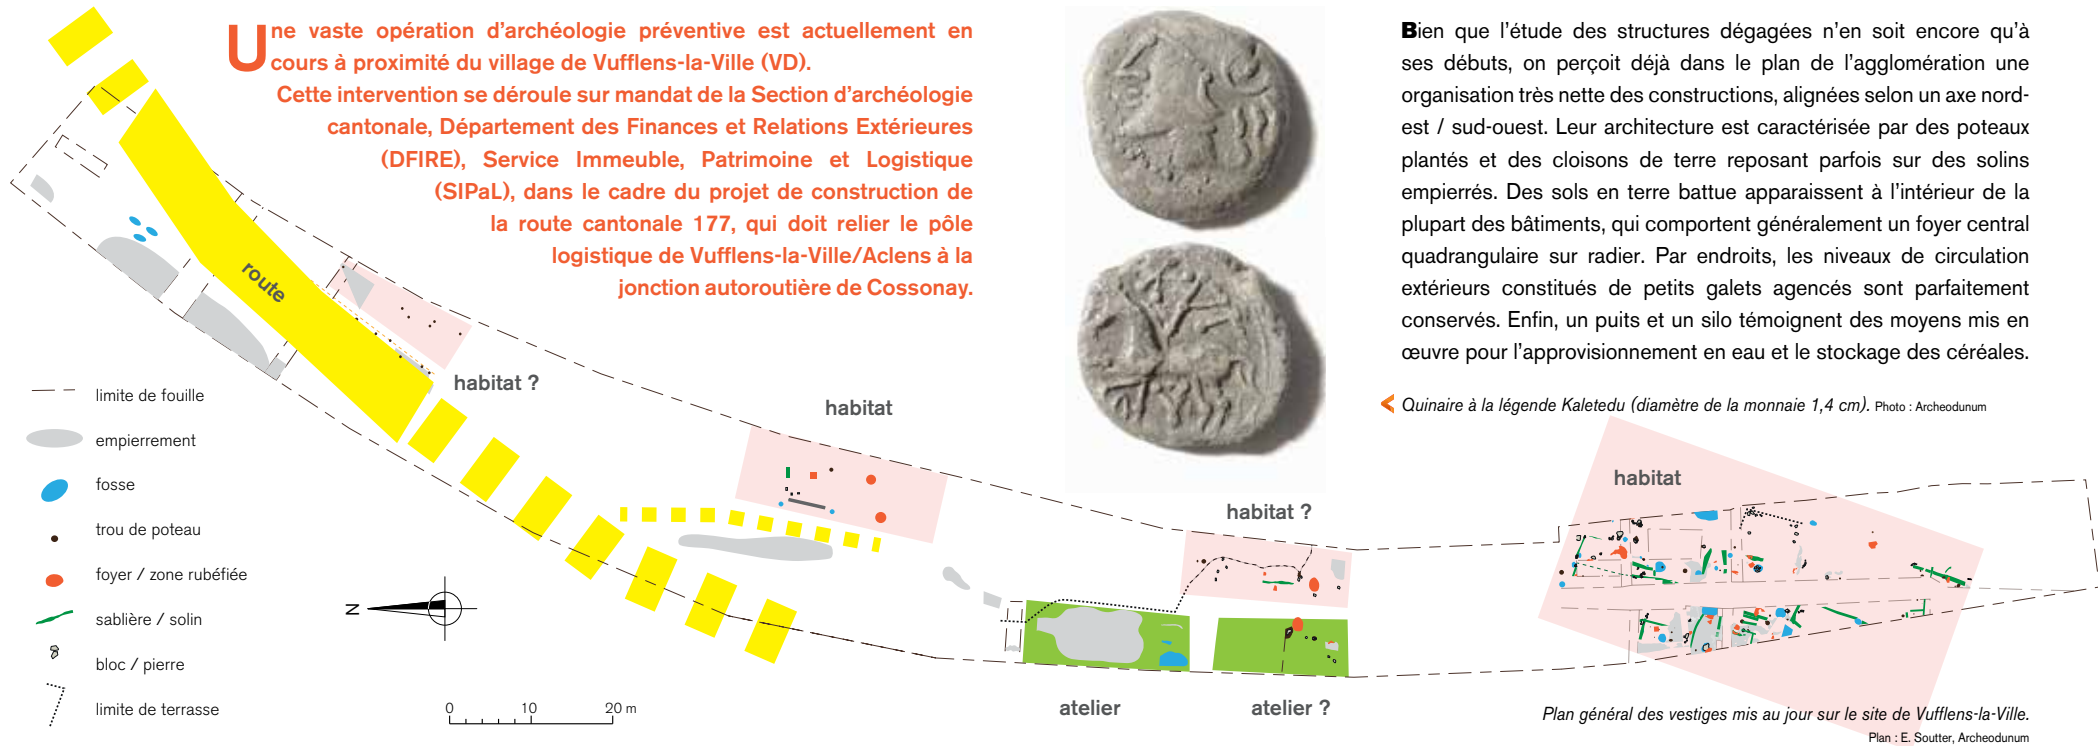 Une vaste opération d'archéologie préventive est actuellement en
cours à proximité du village de Vufflens-la-Ville (VD).
Cette intervention se déroule sur mandat de la Section d'archéologie
cantonale, Département des Finances et Relations Extérieures
(DFIRE), Service Immeuble, Patrimoine et Logistique
(SIPaL), dans le cadre du projet de construction de
la route cantonale 177, qui doit relier le pôle
logistique de Vufflens-la-Ville/Aclens à la
jonction autoroutière de Cossonay.
Bien que l'étude des structures dégagées n'en soit encore qu'à
ses débuts, on perçoit déjà dans le plan de l'agglomération une
organisation très nette des constructions, alignées selon un axe nord-
est / sud-ouest. Leur architecture est caractérisée par des poteaux
plantés et des cloisons de terre reposant parfois sur des solins
empierrés. Des sols en terre battue apparaissent à l'intérieur de la
plupart des bâtiments, qui comportent généralement un foyer central
quadrangulaire sur radier. Par endroits, les niveaux de circulation
extérieurs constitués de petits galets agencés sont parfaitement
conservés. Enfin, un puits et un silo témoignent des moyens mis en
œuvre pour l'approvisionnement en eau et le stockage des céréales.
Quinaire à la légende Kaletedu (diamètre de la monnaie 1,4 cm). Photo : Archeodunum
route
habitat ?
habitat
habitat ?
habitat
atelier
atelier ?
limite de fouille
empierrement
fosse
trou de poteau
foyer / zone rubéfiée
sablière / solin
bloc / pierre
limite de terrasse
N
0 10 20 m
Plan général des vestiges mis au jour sur le site de Vufflens-la-Ville.
Plan : E. Soutter, Archeodunum